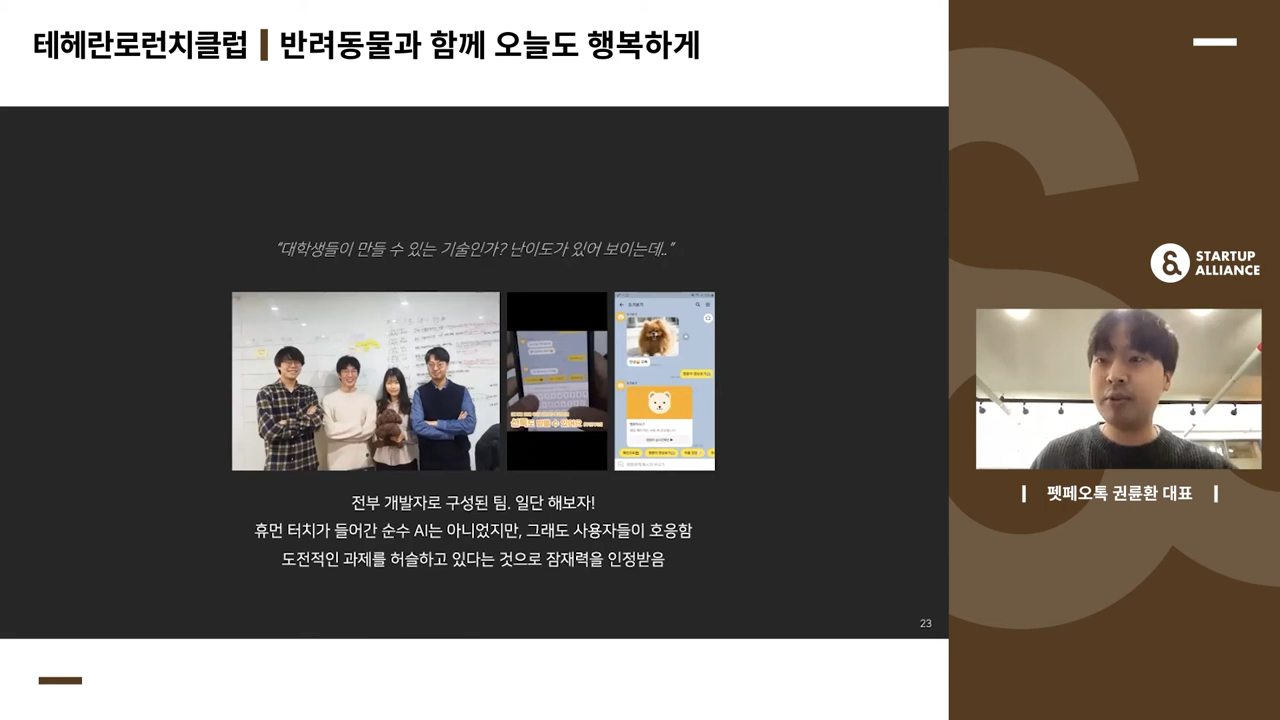 테헤란로런치클럽 | 반려동물과 함께 오늘도 행복하게
“대학생들이 만들 수 있는 기술인가? 난이도가 있어 보이는데..”
전부 개발자로 구성된 팀. 일단 해보자!
휴먼 터치가 들어간 순수 AI는 아니었지만, 그래도 사용자들이 호응함
도전적인 과제를 허슬하고 있다는 것으로 잠재력을 인정받음
23
STARTUP
ALLIANCE
| 펫페오톡 권륜환 대표 |